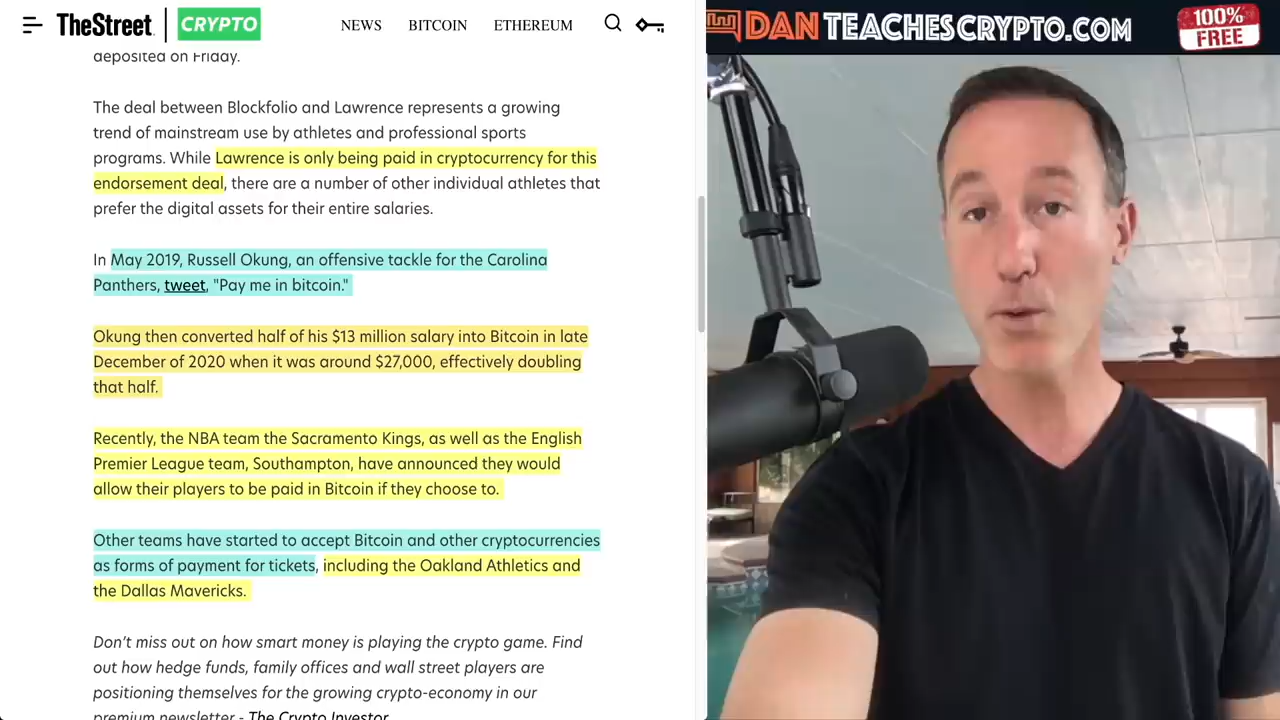 TheStreet
CRYPTO
NEWS
BITCOIN
ETHEREUM
deposited on Friday.
The deal between Blockfolio and Lawrence represents a growing
trend of mainstream use by athletes and professional sports
programs. While Lawrence is only being paid in cryptocurrency for this
endorsement deal, there are a number of other individual athletes that
prefer the digital assets for their entire salaries.
In May 2019, Russell Okung, an offensive tackle for the Carolina
Panthers, tweet, "Pay me in bitcoin."
Okung then converted half of his $13 million salary into Bitcoin in late
December of 2020 when it was around $27,000, effectively doubling
that half.
Recently, the NBA team the Sacramento Kings, as well as the English
Premier League team, Southampton, have announced they would
allow their players to be paid in Bitcoin if they choose to.
Other teams have started to accept Bitcoin and other cryptocurrencies
as forms of payment for tickets, including the Oakland Athletics and
the Dallas Mavericks.
Don’t miss out on how smart money is playing the crypto game. Find
out how hedge funds, family offices and wall street players are
positioning themselves for the growing crypto-economy in our
premium newsletter - The Crypto Investor
DANTEACHESCRYPTO.COM
100%
FREE